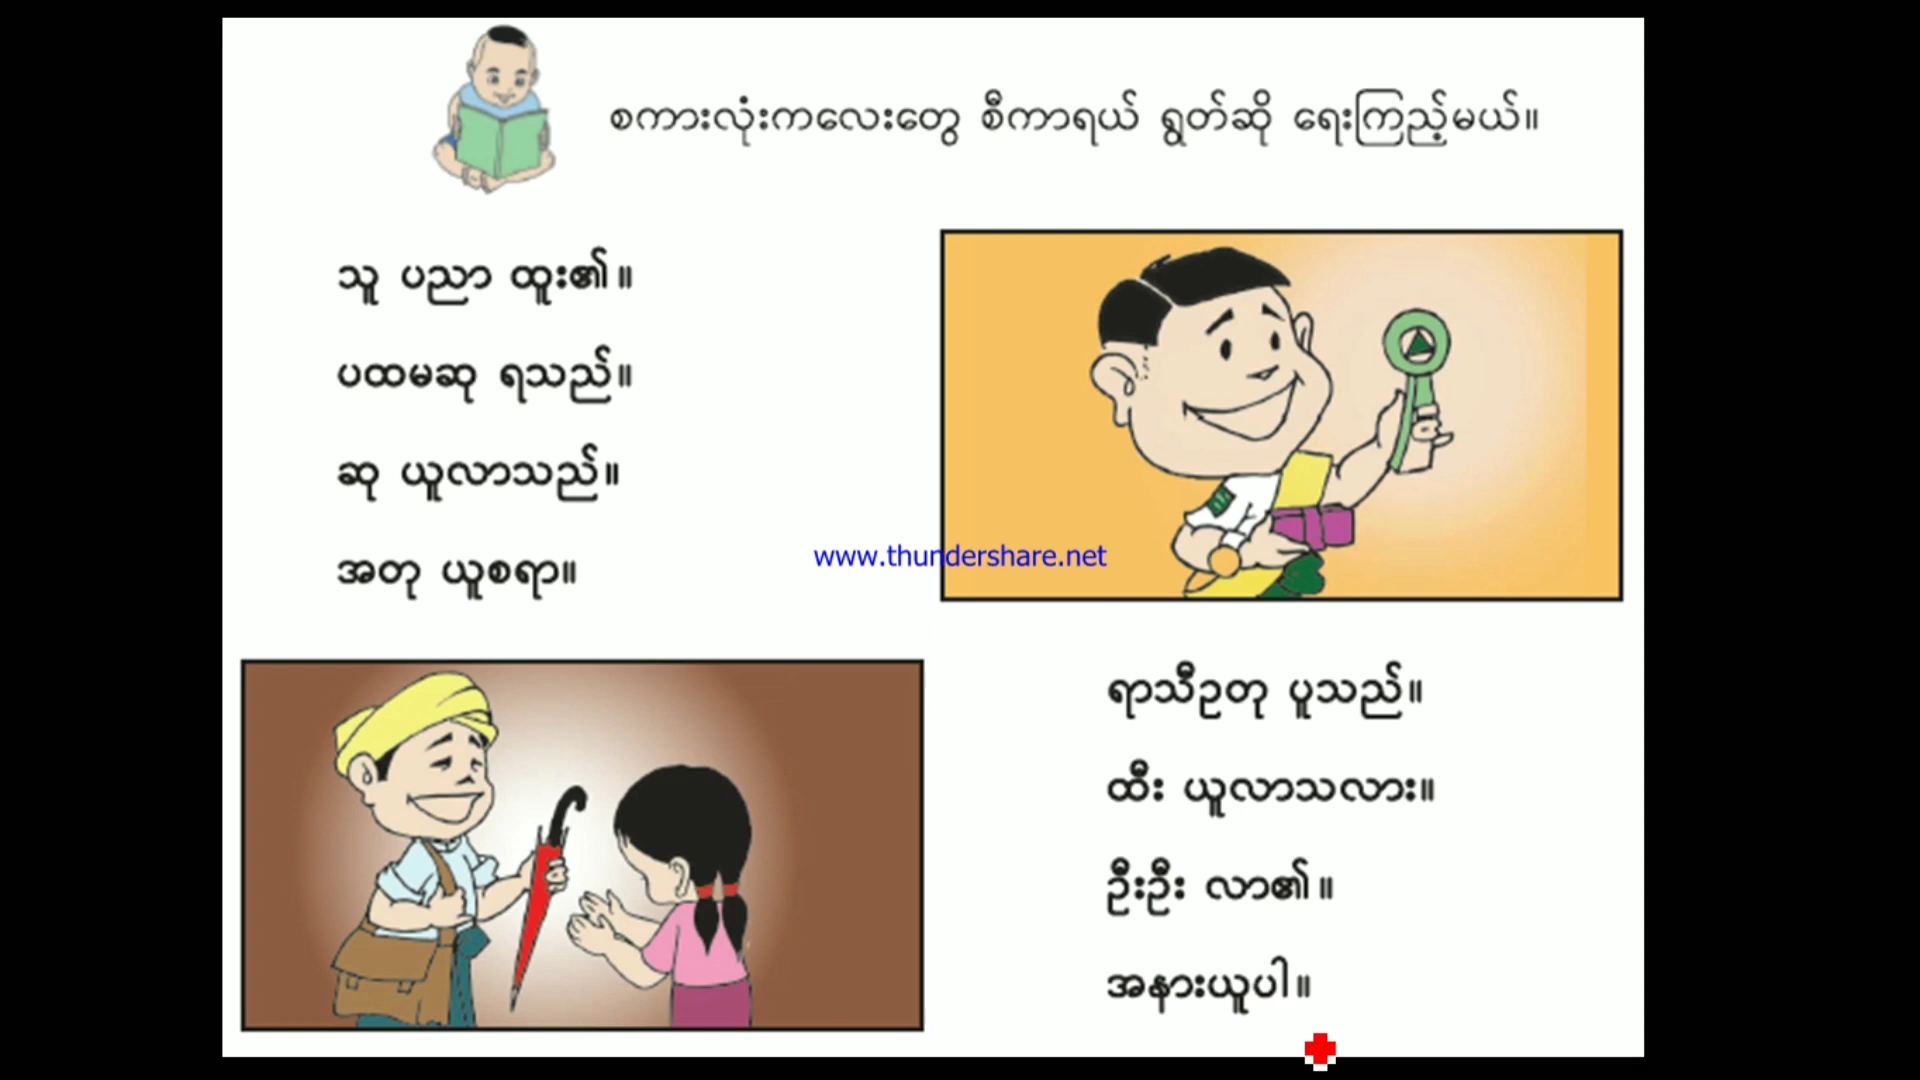 စကားလုံးကလေးတွေ စီကာရယ် ရွတ်ဆို ရေးကြည့်မယ်။
သူ ပညာ ထူး၏။
ပထမဆု ရသည်။
ဆု ယူလာသည်။
အတု ယူစရာ။
www.thundershare.net
ရာသီဥတု ပူသည်။
ထီး ယူလာသလား။
ဦးဦး လာ၏။
အနားယူပါ။